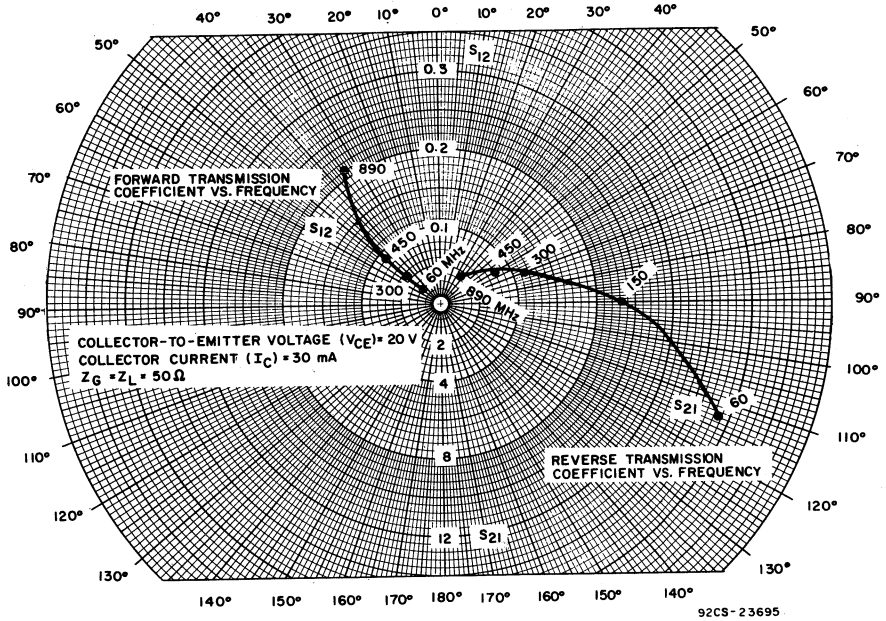 40° 30° 20° 10° 0° 10° 20° 30° 40°
50° 50°
S12
0.3
60° 60°
0.2
890
70° FORWARD TRANSMISSION 70°
COEFFICIENT VS. FREQUENCY
S12
80° 0.1 80°
450 60 MHz 450 300
300 890 MHz 150
90° 90°
COLLECTOR-TO-EMITTER VOLTAGE (VCE)= 20 V
COLLECTOR CURRENT (IC) = 30 mA
ZG = ZL = 50Ω
2
100° 4 100°
S21 60
110° 110°
8
REVERSE TRANSMISSION
COEFFICIENT VS. FREQUENCY
120° 120°
12 S21
130° 130°
140° 150° 160° 170° 180° 170° 160° 150° 140°
92CS-23695